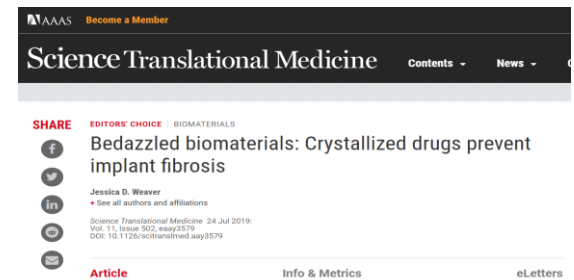 AAAS Become a Member
Science Translational Medicine Contents News
SHARE
EDITORS' CHOICE | BIOMATERIALS
Bedazzled biomaterials: Crystallized drugs prevent
implant fibrosis
Jessica D. Weaver
+ See all authors and affiliations
Science Translational Medicine 24 Jul 2019:
Vol. 11, Issue 502, eaay3579
DOI: 10.1126/scitranslmed.aay3579
Article Info & Metrics eLetters